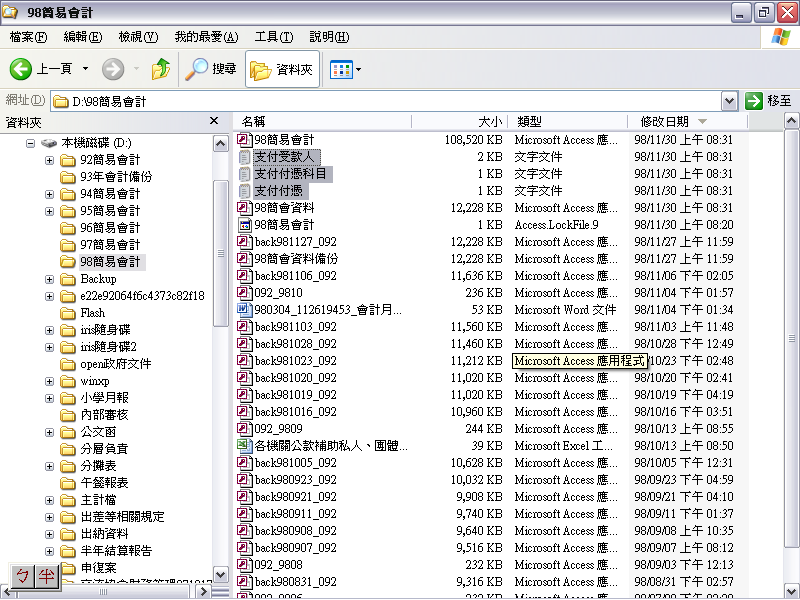 98簡易會計
檔案(F) 編輯(E) 檢視(V) 我的最愛(A) 工具(T) 說明(H)
上一頁 搜尋 資料夾
網址(D) D:\98簡易會計 移至
資料夾
本機磁碟 (D:)
92簡易會計
93年會計備份
94簡易會計
95簡易會計
96簡易會計
97簡易會計
98簡易會計
Backup
e22e92064f6c4373c82f18
Flash
iris隨身碟
iris隨身碟2
open政府文件
winxp
小學月報
內部審核
公文函
分層負責
分攤表
午餐報表
主計檔
出差等相關規定
出納資料
半年結算報告
申復案
ㄅ 半
名稱 大小 類型 修改日期
98簡易會計 108,520 KB Microsoft Access 應... 98/11/30 上午 08:31
支付受款人 2 KB 文字文件 98/11/30 上午 08:31
支付付憑科目 1 KB 文字文件 98/11/30 上午 08:31
支付付憑 1 KB 文字文件 98/11/30 上午 08:31
98簡會資料 12,228 KB Microsoft Access 應... 98/11/30 上午 08:31
98簡易會計 1 KB Access.LockFile.9 98/11/30 上午 08:20
back981127_092 12,228 KB Microsoft Access 應... 98/11/27 上午 11:59
98簡會資料備份 12,228 KB Microsoft Access 應... 98/11/27 上午 11:59
back981106_092 11,636 KB Microsoft Access 應... 98/11/06 下午 02:05
092_9810 236 KB Microsoft Access 應... 98/11/04 下午 01:57
980304_112619453_會計月... 53 KB Microsoft Word 文件 98/11/04 下午 01:34
back981103_092 11,560 KB Microsoft Access 應... 98/11/03 上午 11:48
back981028_092 11,460 KB Microsoft Access 應... 98/10/28 下午 12:49
back981023_092 11,212 KB Microsoft Access 應用程式 /10/23 下午 02:48
back981020_092 11,020 KB Microsoft Access 應... 98/10/20 下午 02:41
back981019_092 11,020 KB Microsoft Access 應... 98/10/19 下午 04:19
back981016_092 10,960 KB Microsoft Access 應... 98/10/16 下午 03:51
092_9809 244 KB Microsoft Access 應... 98/10/13 上午 08:55
各機關公款補助私人、團體... 39 KB Microsoft Excel 工... 98/10/13 上午 08:50
back981005_092 10,628 KB Microsoft Access 應... 98/10/05 下午 12:31
back980923_092 10,032 KB Microsoft Access 應... 98/09/23 下午 04:59
back980921_092 9,908 KB Microsoft Access 應... 98/09/21 下午 04:10
back980911_092 9,740 KB Microsoft Access 應... 98/09/11 下午 01:37
back980908_092 9,640 KB Microsoft Access 應... 98/09/08 上午 10:35
back980907_092 9,516 KB Microsoft Access 應... 98/09/07 上午 08:12
092_9808 232 KB Microsoft Access 應... 98/09/03 上午 11:12
back980831_092 9,316 KB Microsoft Access 應... 98/08/31 下午 02:57